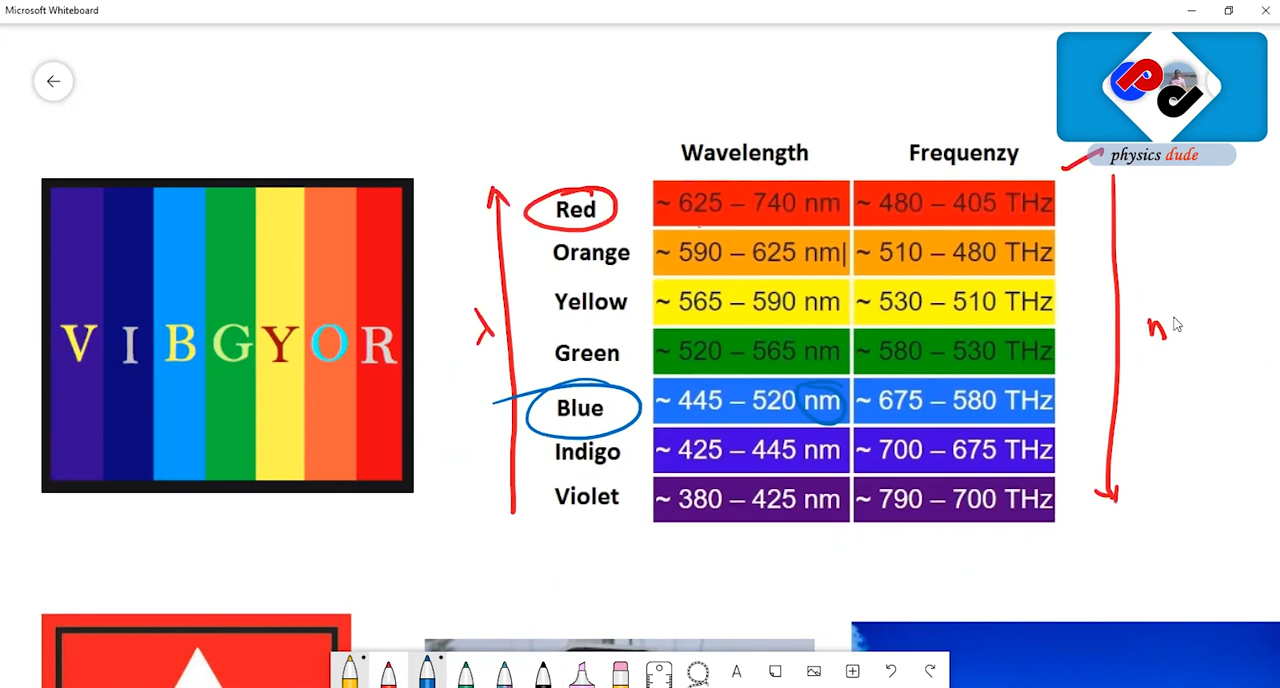 Microsoft Whiteboard
physics dude
Wavelength Frequenzy
Red ~ 625 – 740 nm ~ 480 – 405 THz
Orange ~ 590 – 625 nm| ~ 510 – 480 THz
Yellow ~ 565 – 590 nm ~ 530 – 510 THz
Green ~ 520 – 565 nm ~ 580 – 530 THz
Blue ~ 445 – 520 nm ~ 675 – 580 THz
Indigo ~ 425 – 445 nm ~ 700 – 675 THz
Violet ~ 380 – 425 nm ~ 790 – 700 THz
V I B G Y O R
λ
n
A